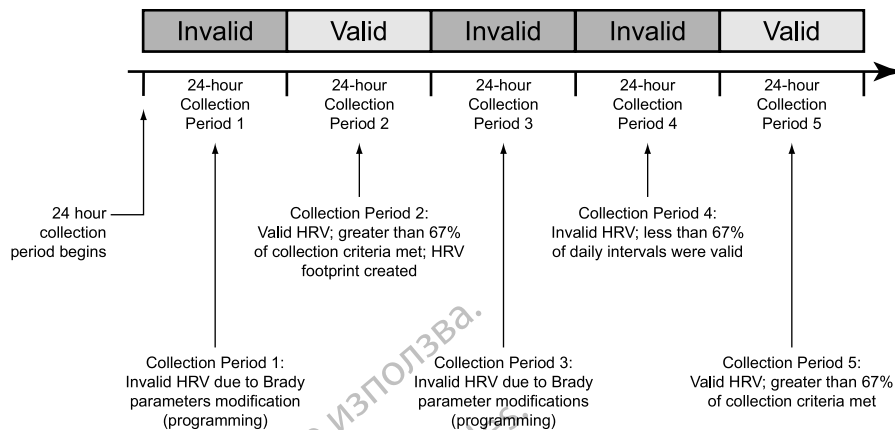 Invalid Valid Invalid Invalid Valid
24-hour Collection Period 1
24-hour Collection Period 2
24-hour Collection Period 3
24-hour Collection Period 4
24-hour Collection Period 5
24 hour
collection
period begins
Collection Period 2:
Valid HRV; greater than 67%
of collection criteria met; HRV
footprint created
Collection Period 4:
Invalid HRV; less than 67%
of daily intervals were valid
Collection Period 1:
Invalid HRV due to Brady
parameters modification
(programming)
Collection Period 3:
Invalid HRV due to Brady
parameter modifications
(programming)
Collection Period 5:
Valid HRV; greater than 67%
of collection criteria met
използва.